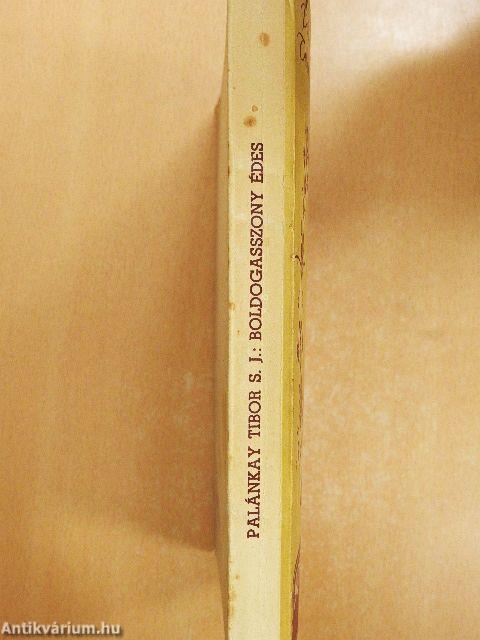 PALÁNKAY TIBOR S. J.: BOLDOGASSZONY ÉDES
Antikvárium.hu